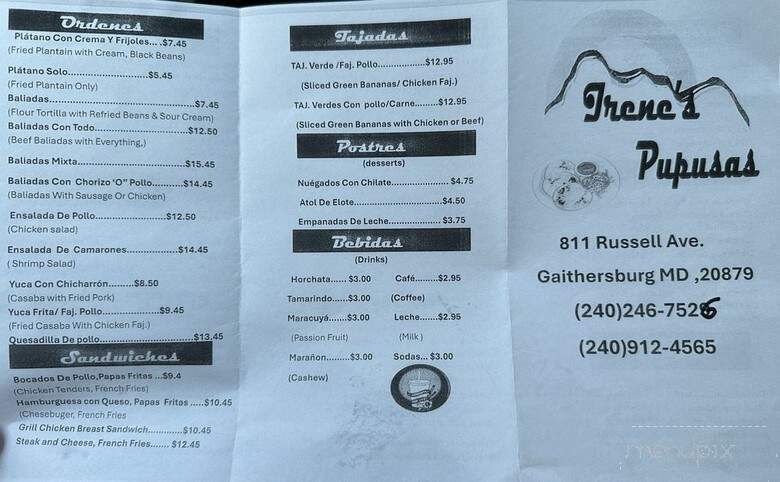 Ordenes
Plátano Con Crema Y Frijoles... .$7.45
(Fried Plantain with Cream, Black Beans)
Plátano Solo.......................$5.45
(Fried Plantain Only)
Baliadas.......................................$7.45
(Flour Tortilla with Refried Beans & Sour Cream)
Baliadas Con Todo.........................$12.50
(Beef Baliadas with Everything,)
Baliadas Mixta..............................$15.45
Baliadas Con Chorizo "O" Pollo..........$14.45
(Baliadas With Sausage Or Chicken)
Ensalada De Pollo....................$12.50
(Chicken salad)
Ensalada De Camarones................$14.45
( Shrimp Salad)
Yuca Con Chicharrón........$8.50
(Casaba with Fried Pork)
Yuca Frita/ Faj. Pollo.................$9.45
(Fried Casaba With Chicken Faj.)
Quesadilla De pollo..............................$13.45
Sandwiches
Bocados De Pollo,Papas Fritas ...$9.4
(Chicken Tenders, French Fries)
Hamburguesa con Queso, Papas Fritas .....$10.45
(Chesebuger, French Fries
Grill Chicken Breast Sandwich............$10.45
Steak and Cheese, French Fries....... $12.45
Tajadas
TAJ. Verde /Faj. Pollo................$12.95
(Sliced Green Bananas/ Chicken Faj.)
TAJ. Verdes Con pollo/Carne........$12.95
(Sliced Green Bananas with Chicken or Beef)
Postres
(desserts)
Nuégados Con Chilate.................. $4.75
Atol De Elote............................$4.50
Empanadas De Leche.................. $3.75
Bebidas
(Drinks)
Horchata...... $3.00
Tamarindo......$3.00
Maracuyá......$3.00
(Passion Fruit)
Marañon........$3.00
(Cashew)
Café..........$2.95
(Coffee)
Leche........$2.95
(Milk )
Sodas... $3.00
Irene's
Pupusas
811 Russell Ave.
Gaithersburg MD ,20879
(240)246-7526
(240)912-4565
menupix